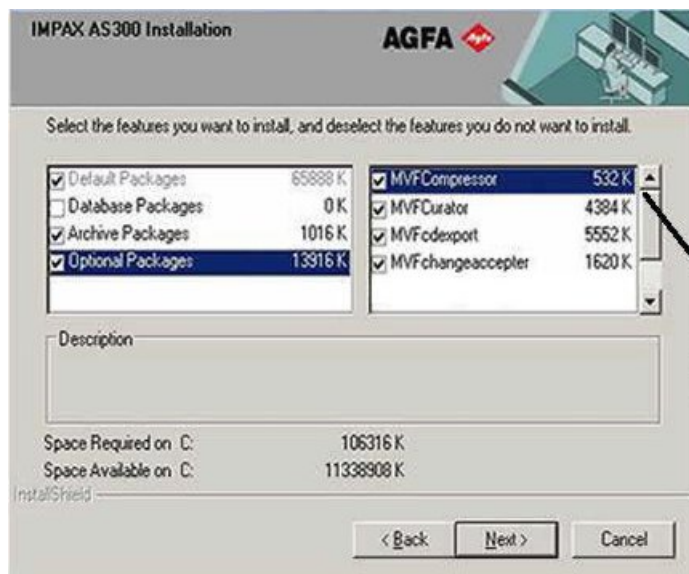 IMPAX AS300 Installation
AGFA
Select the features you want to install, and deselect the features you do not want to install.
Default Packages 65888 K
Database Packages 0 K
Archive Packages 1016 K
Optional Packages 13916 K
MVFCompressor 532 K
MVFCurator 4384 K
MVFcdexport 5552 K
MVFchangeaccepter 1620 K
Description
Space Required on C: 106316 K
Space Available on C: 11338908 K
InstallShield
< Back
Next >
Cancel